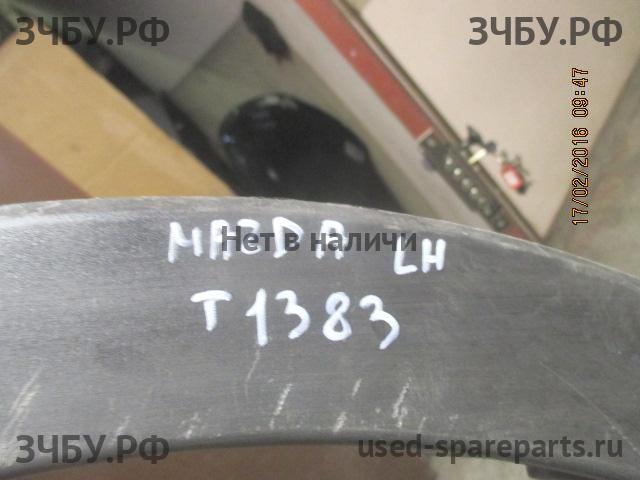 ЗЧБУ.РФ
ЗЧБУ.РФ
17/02/2016 09:47
MAZDA LH
Нет в наличи
T1383
ЗЧБУ.РФ
used-spareparts.ru